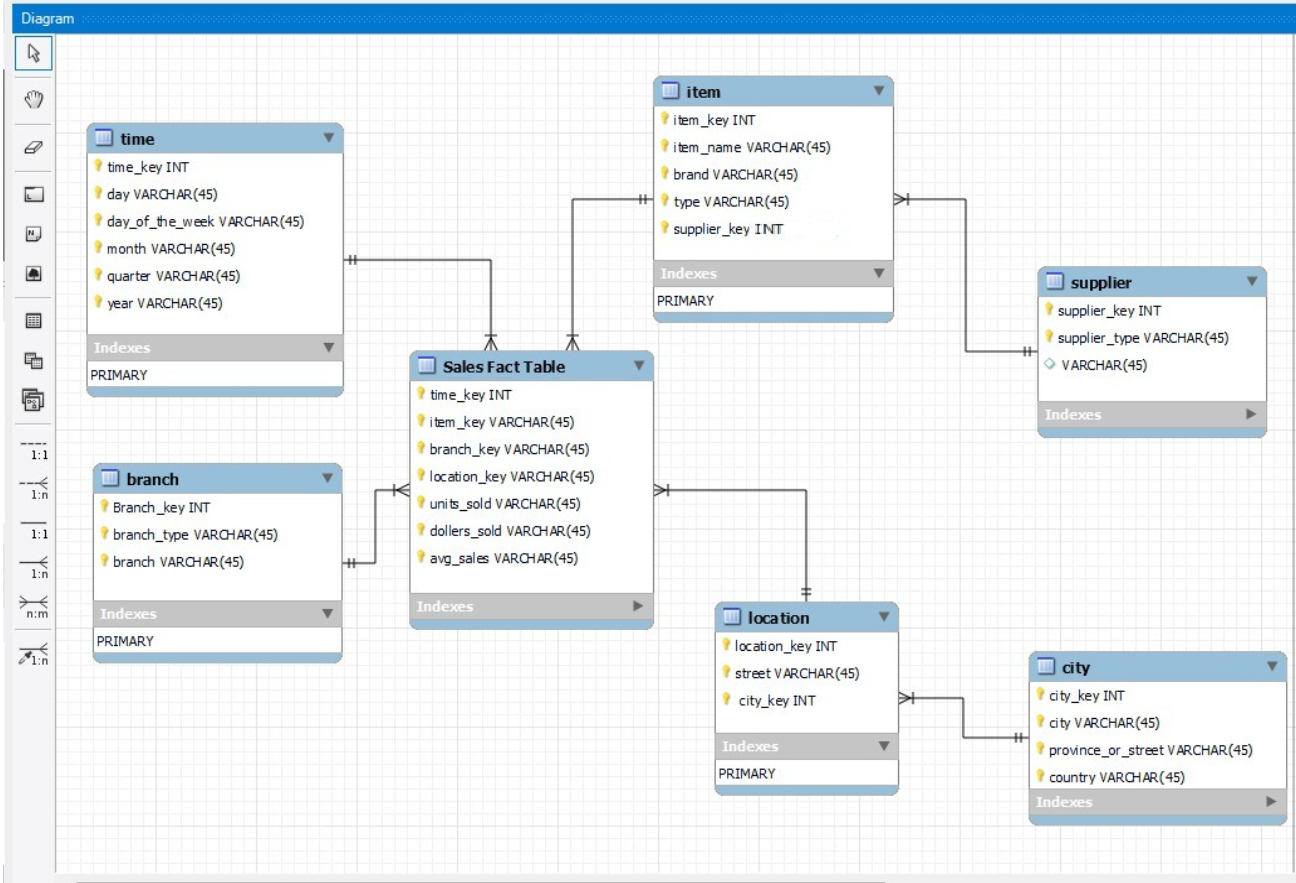 Diagram
time
time_key INT
day VARCHAR(45)
day_of_the_week VARCHAR(45)
month VARCHAR(45)
quarter VARCHAR(45)
year VARCHAR(45)
Indexes
PRIMARY
item
item_key INT
item_name VARCHAR(45)
brand VARCHAR(45)
type VARCHAR(45)
supplier_key INT
Indexes
PRIMARY
supplier
supplier_key INT
supplier_type VARCHAR(45)
VARCHAR(45)
Indexes
Sales Fact Table
time_key INT
item_key VARCHAR(45)
branch_key VARCHAR(45)
location_key VARCHAR(45)
units_sold VARCHAR(45)
dollers_sold VARCHAR(45)
avg_sales VARCHAR(45)
Indexes
branch
Branch_key INT
branch_type VARCHAR(45)
branch VARCHAR(45)
Indexes
PRIMARY
location
location_key INT
street VARCHAR(45)
city_key INT
Indexes
PRIMARY
city
city_key INT
city VARCHAR(45)
province_or_street VARCHAR(45)
country VARCHAR(45)
Indexes
1:1
1:n
1:1
1:n
n:m
1:n